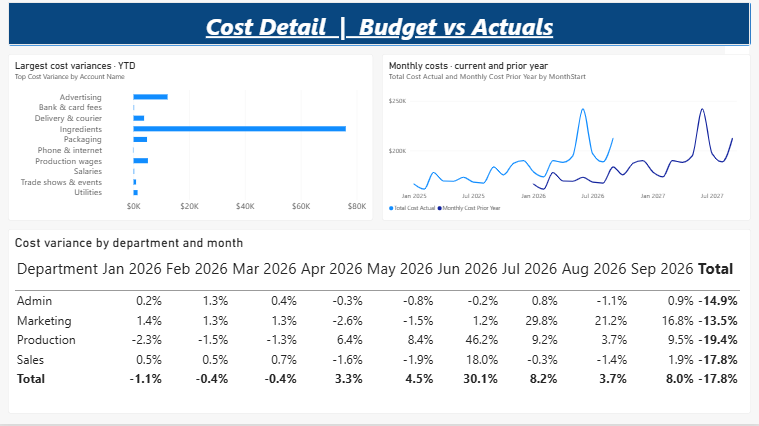 Cost Detail | Budget vs Actuals
Largest cost variances · YTD
Top Cost Variance by Account Name
Advertising
Bank & card fees
Delivery & courier
Ingredients
Packaging
Phone & internet
Production wages
Salaries
Trade shows & events
Utilities
$0K $20K $40K $60K $80K
Monthly costs · current and prior year
Total Cost Actual and Monthly Cost Prior Year by MonthStart
$250K
$200K
Jan 2025 Jul 2025 Jan 2026 Jul 2026 Jan 2027 Jul 2027
Total Cost Actual Monthly Cost Prior Year
Cost variance by department and month
Department Jan 2026 Feb 2026 Mar 2026 Apr 2026 May 2026 Jun 2026 Jul 2026 Aug 2026 Sep 2026 Total
Admin 0.2% 1.3% 0.4% -0.3% -0.8% -0.2% 0.8% -1.1% 0.9% -14.9%
Marketing 1.4% 1.3% 1.3% -2.6% -1.5% 1.2% 29.8% 21.2% 16.8% -13.5%
Production -2.3% -1.5% -1.3% 6.4% 8.4% 46.2% 9.2% 3.7% 9.5% -19.4%
Sales 0.5% 0.5% 0.7% -1.6% -1.9% 18.0% -0.3% -1.4% 1.9% -17.8%
Total -1.1% -0.4% -0.4% 3.3% 4.5% 30.1% 8.2% 3.7% 8.0% -17.8%